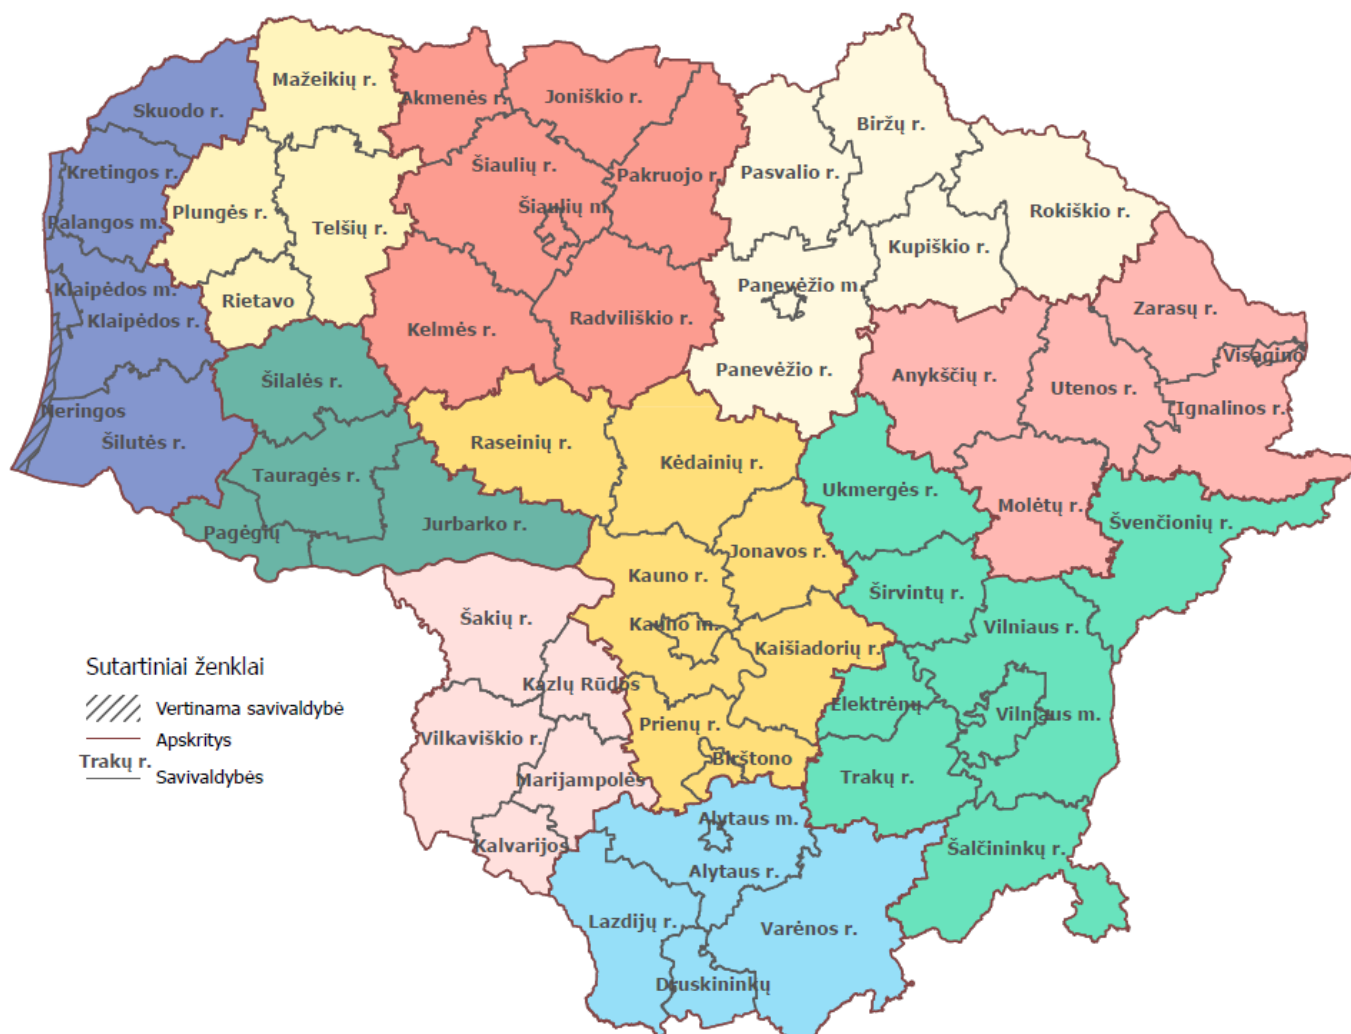 Mažeikių r.
Skuodo r.
Akmenės r.
Joniškio r.
Biržų r.
Kretingos r.
Šiaulių r.
Pakruojo r.
Pasvalio r.
Palangos m.
Plungės r.
Telšių r.
Šiaulių m.
Rokiškio r.
Kupiškio r.
Klaipėdos m.
Rietavo
Panevėžio m.
Klaipėdos r.
Kelmės r.
Radviliškio r.
Zarasų r.
Visagino
Šilalės r.
Panevėžio r.
Anykščių r.
Utenos r.
Neringos
Ignalinos r.
Šilutės r.
Raseinių r.
Kėdainių r.
Tauragės r.
Ukmergės r.
Molėtų r.
Pagėgių
Jurbarko r.
Švenčionių r.
Jonavos r.
Kauno r.
Širvintų r.
Šakių r.
Kauno m.
Vilniaus r.
Kaišiadorių r.
Kazlų Rūdos
Elektrėnų
Vilniaus m.
Prienų r.
Vilkaviškio r.
Birštono
Marijampolės
Trakų r.
Alytaus m.
Kalvarijos
Šalčininkų r.
Alytaus r.
Lazdijų r.
Varėnos r.
Druskininkų
Sutartiniai ženklai
Vertinama savivaldybė
Apskritys
Trakų r.
Savivaldybės